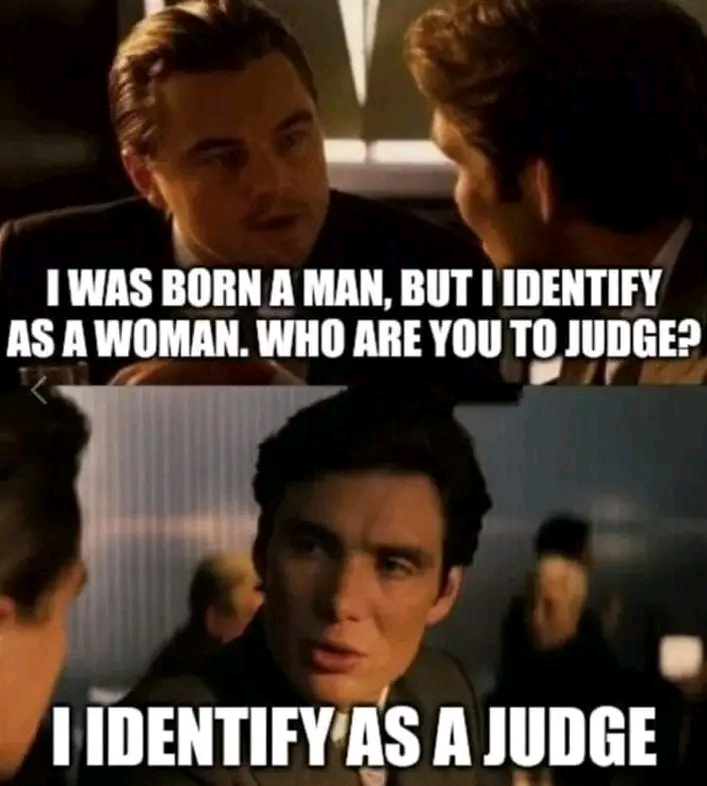 I WAS BORN A MAN, BUT I IDENTIFY
AS A WOMAN. WHO ARE YOU TO JUDGE?
I IDENTIFY AS A JUDGE